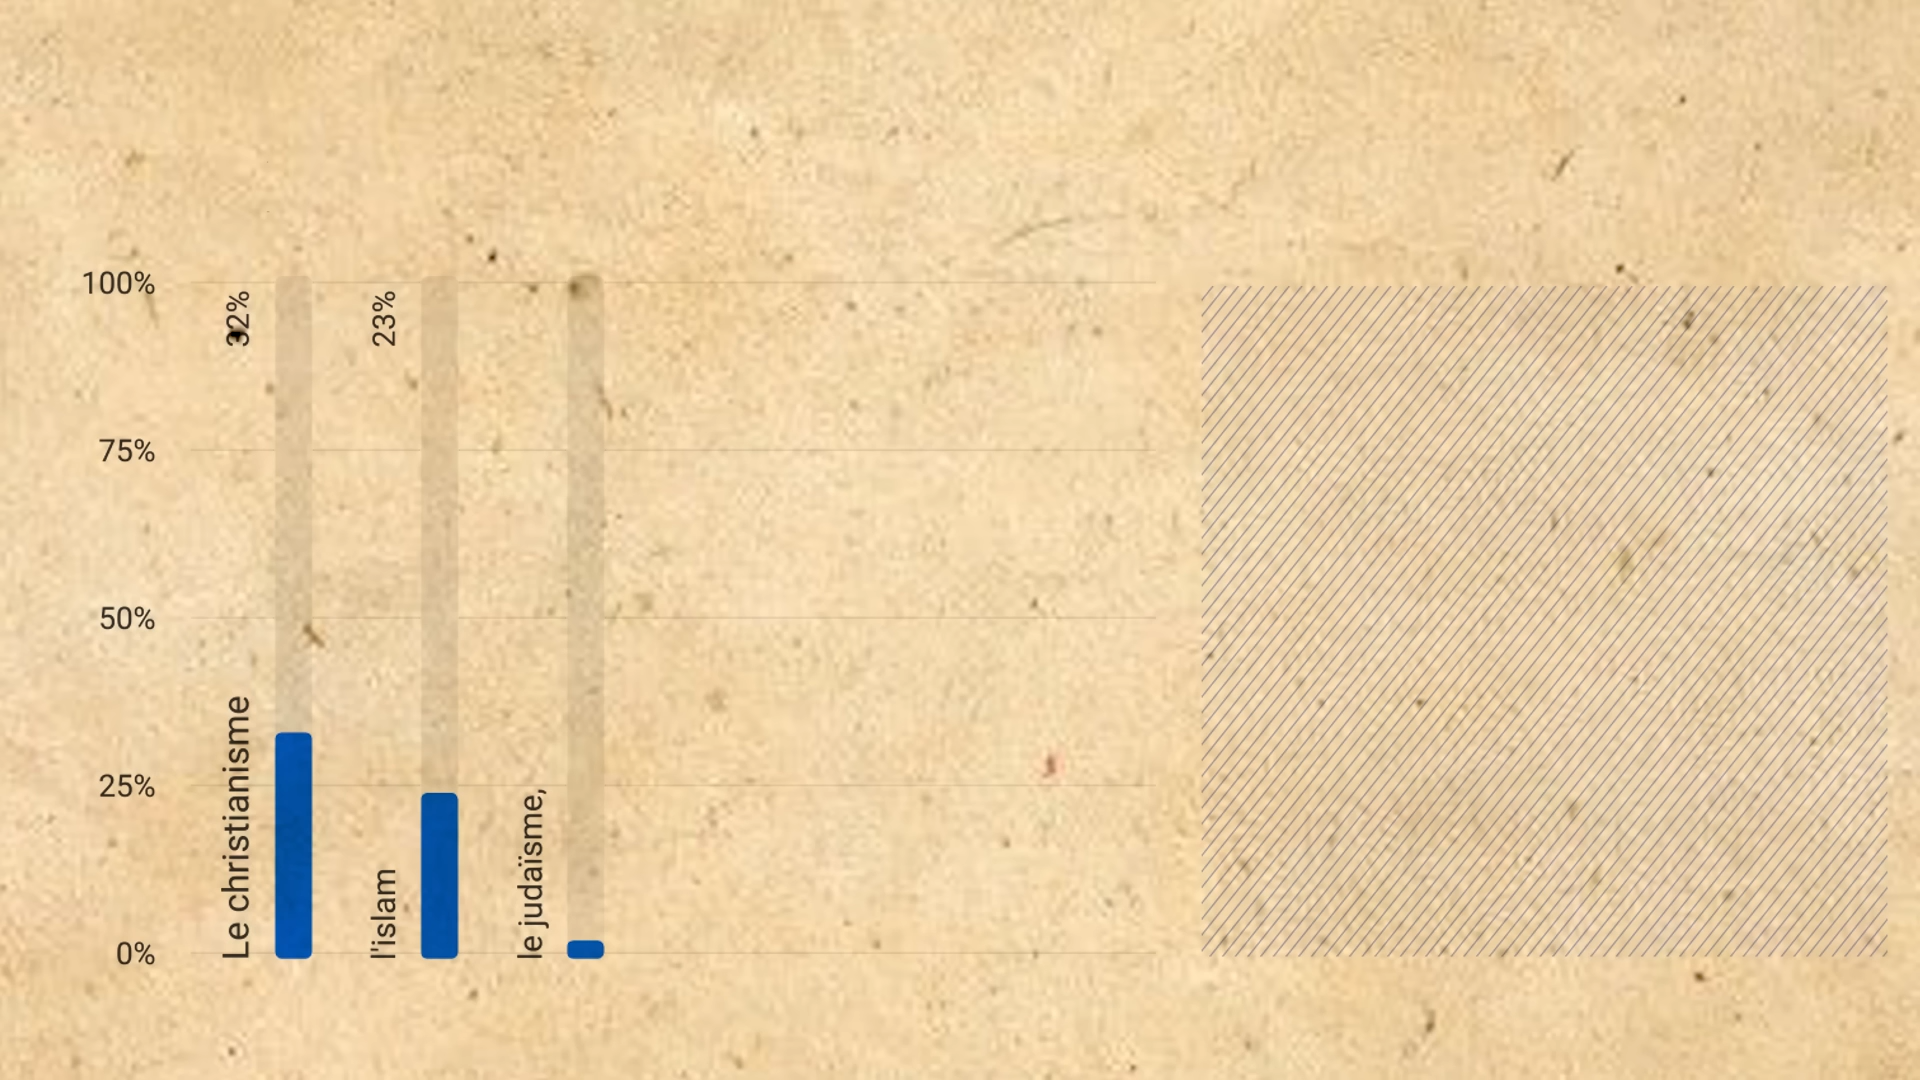 100%
75%
50%
25%
0%
Le christianisme
32%
l'islam
23%
le judaïsme,